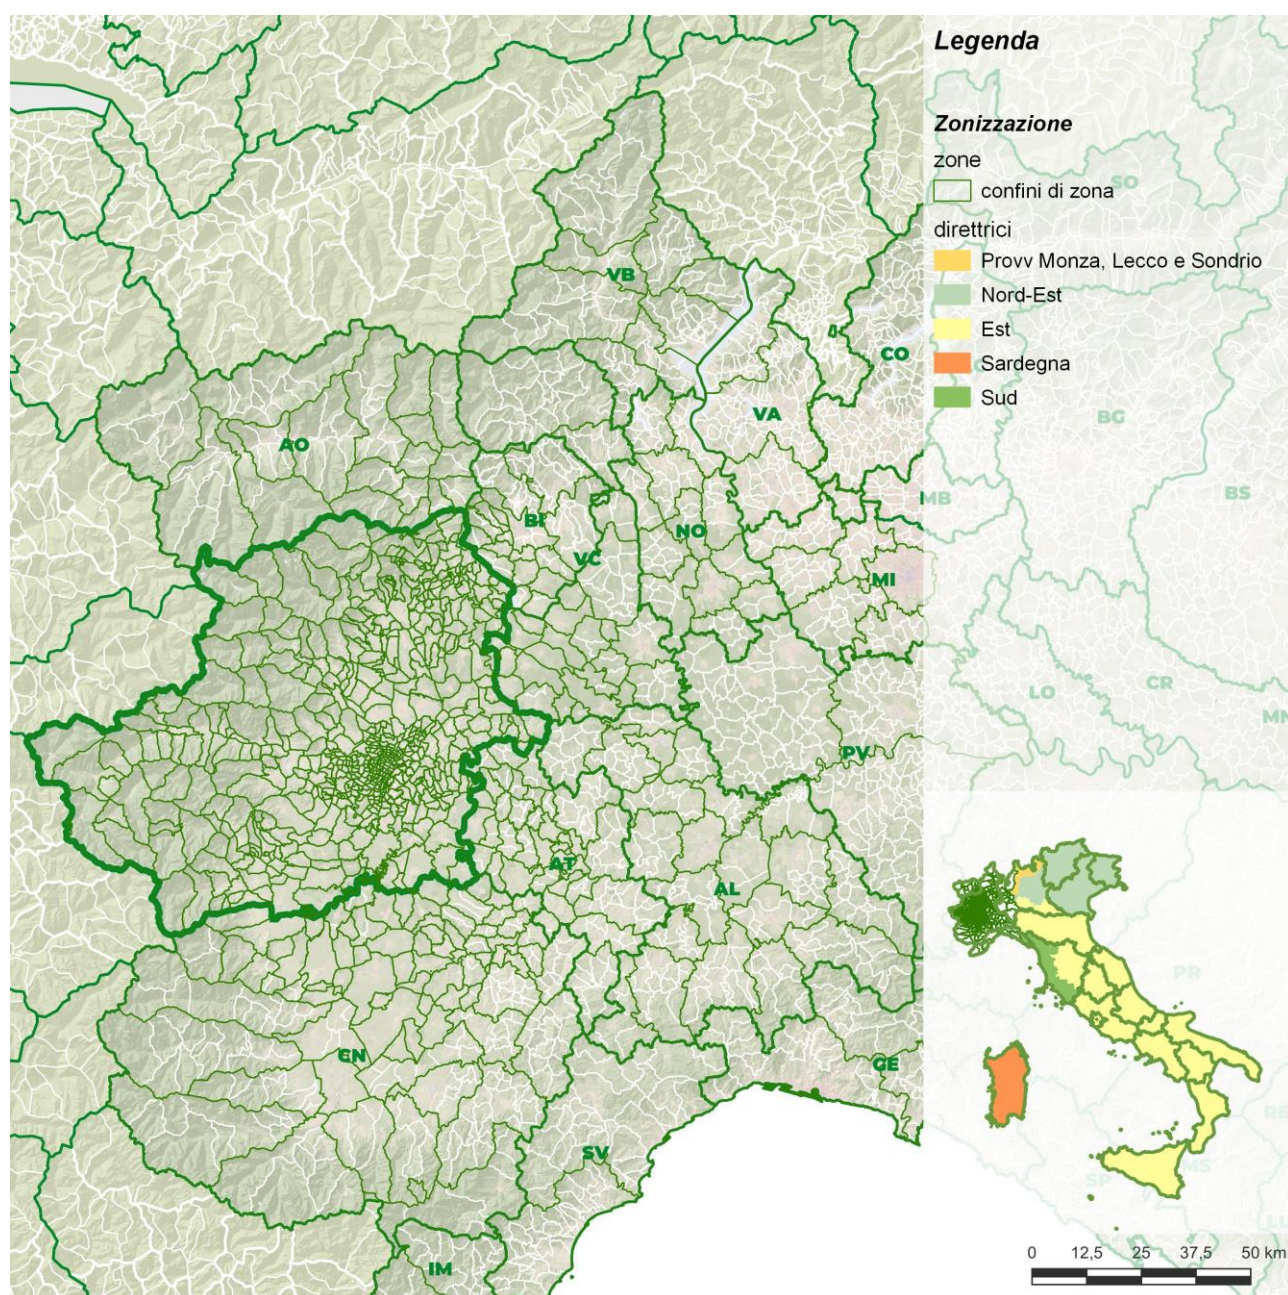 Legenda
Zonizzazione
zone
confini di zona
direttrici
Provv Monza, Lecco e Sondrio
Nord-Est
Est
Sardegna
Sud
SO
VB
CO
VA
BG
AO
BS
MB
BI
NO
VC
MI
CR
LO
PV
AT
AL
PR
CN
GE
SV
MS
SP
IM
0 12,5 25 37,5 50 km